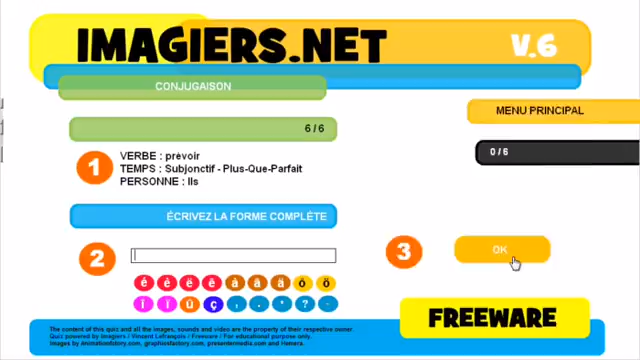 IMAGIERS.NET
V.6
CONJUGAISON
MENU PRINCIPAL
6 / 6
0 / 6
1
VERBE : prévoir
TEMPS : Subjonctif - Plus-Que-Parfait
PERSONNE : Ils
ÉCRIVEZ LA FORME COMPLÈTE
2
3
OK
FREEWARE
The content of this quiz and all the images, sounds and video are the property of their respective owner.
Quiz powered by Imagiers / Vincent Lefrançois / Freeware / For educational purpose only.
Images by animationfactory.com, graphicsfactory.com, presentermedia.com and Hemera.